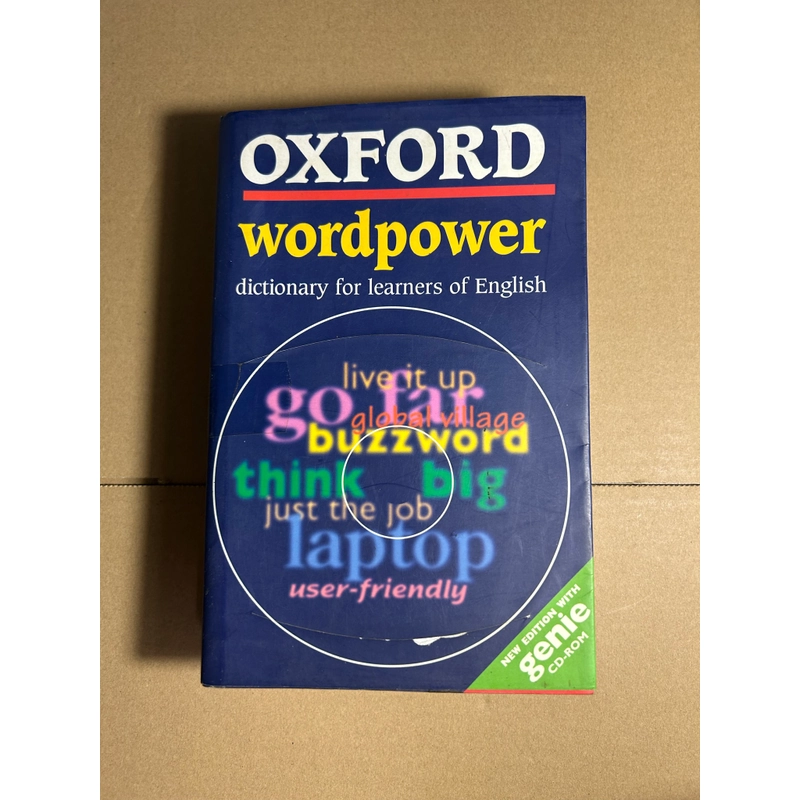 OXFORD
wordpower
dictionary for learners of English
live it up
go far
global village
buzzword
think big
just the job
laptop
user-friendly
NEW EDITION WITH
genie
CD-ROM